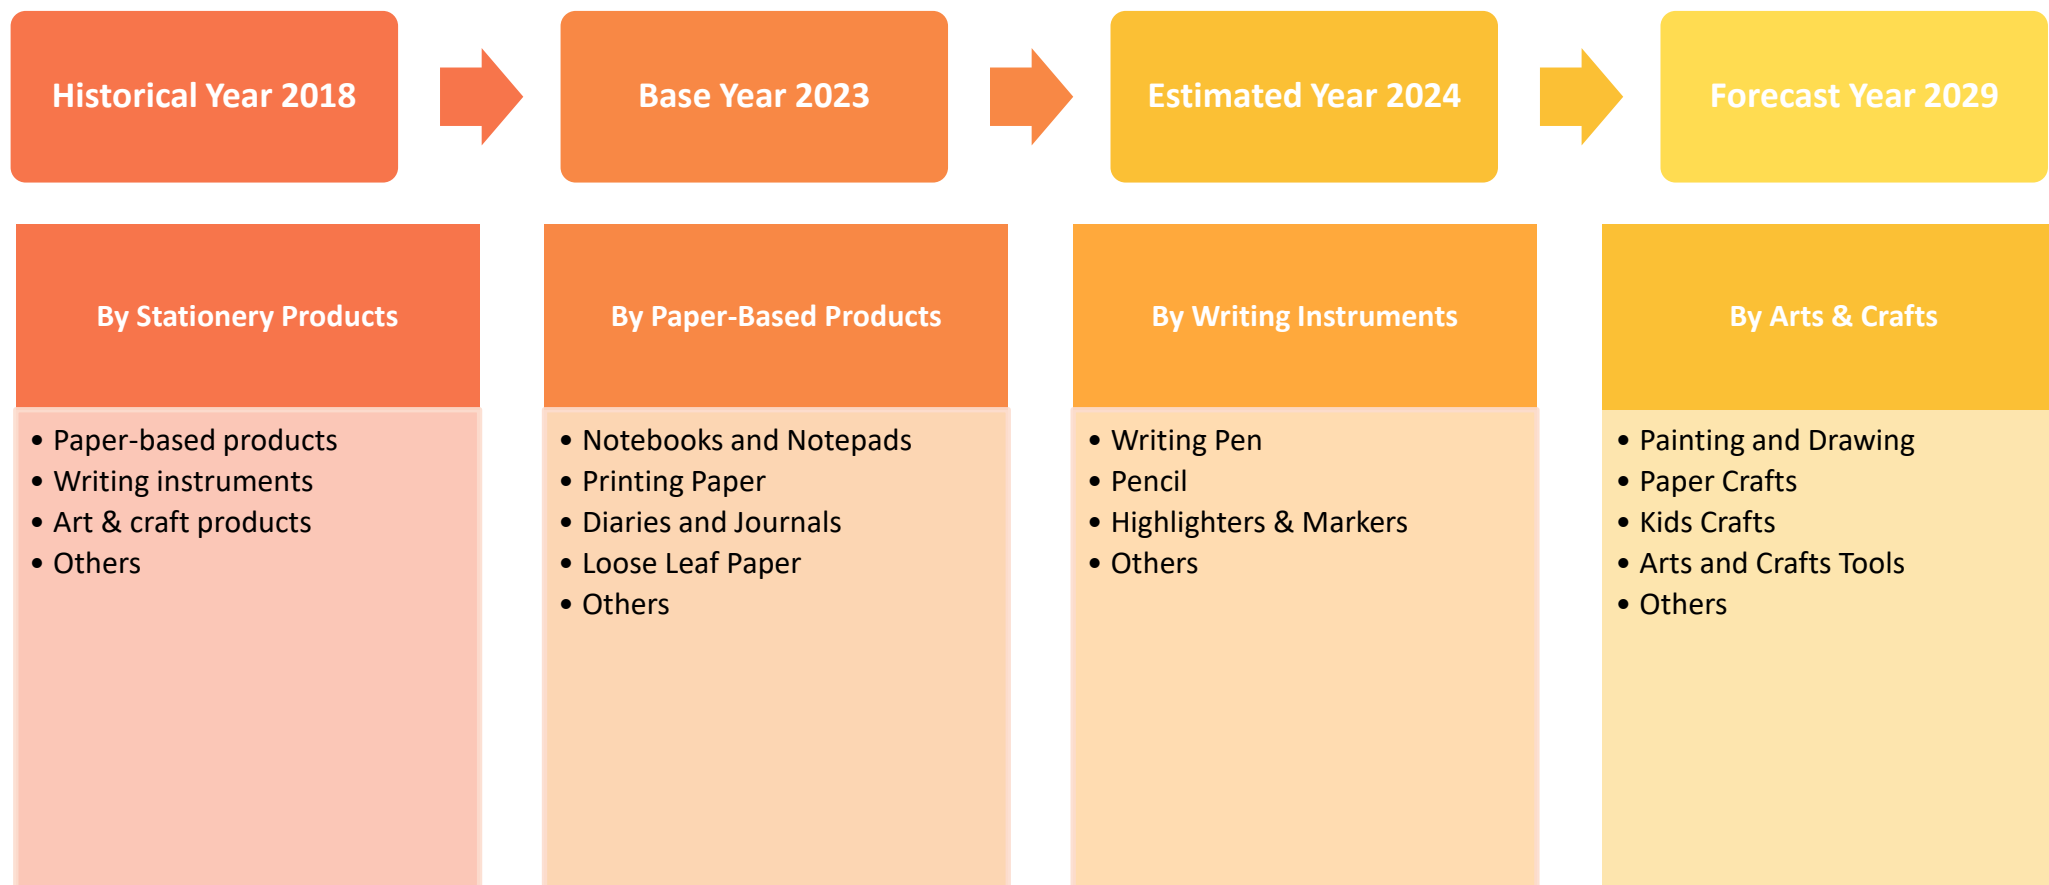 Historical Year 2018
Base Year 2023
Estimated Year 2024
Forecast Year 2029
By Stationery Products
• Paper-based products
• Writing instruments
• Art & craft products
• Others
By Paper-Based Products
• Notebooks and Notepads
• Printing Paper
• Diaries and Journals
• Loose Leaf Paper
• Others
By Writing Instruments
• Writing Pen
• Pencil
• Highlighters & Markers
• Others
By Arts & Crafts
• Painting and Drawing
• Paper Crafts
• Kids Crafts
• Arts and Crafts Tools
• Others